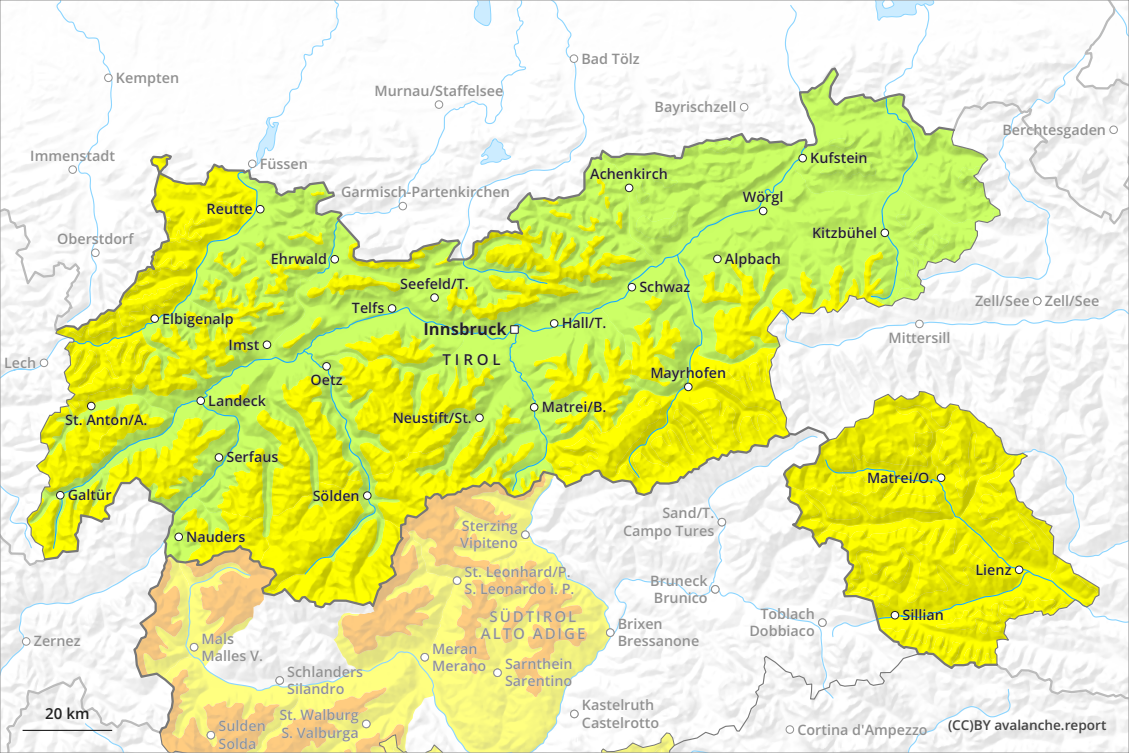 Kempten
Bad Tölz
Murnau/Staffelsee
Bayrischzell
Berchtesgaden
Immenstadt
Füssen
Kufstein
Achenkirch
Garmisch-Partenkirchen
Wörgl
Reutte
Kitzbühel
Oberstdorf
Ehrwald
Alpbach
Seefeld/T.
Schwaz
Zell/See
Zell/See
Telfs
Elbigenalp
Innsbruck
Hall/T.
Mittersill
Imst
TIROL
Lech
Oetz
Mayrhofen
Landeck
Matrei/B.
St. Anton/A.
Neustift/St.
Serfaus
Matrei/O.
Galtür
Sölden
Sand/T.
Campo Tures
Sterzing
Vipiteno
Nauders
St. Leonhard/P.
S. Leonardo i. P.
Lienz
Bruneck
Brunico
SÜDTIROL
ALTO ADIGE
Toblach
Dobbiaco
Sillian
Brixen
Bressanone
Zernez
Mals
Malles V.
Meran
Merano
Sarnthein
Sarentino
Schlanders
Silandro
Kastelruth
Castelrotto
St. Walburg
S. Valburga
20 km
Sulden
Solda
Cortina d'Ampezzo
(CC)BY avalanche.report